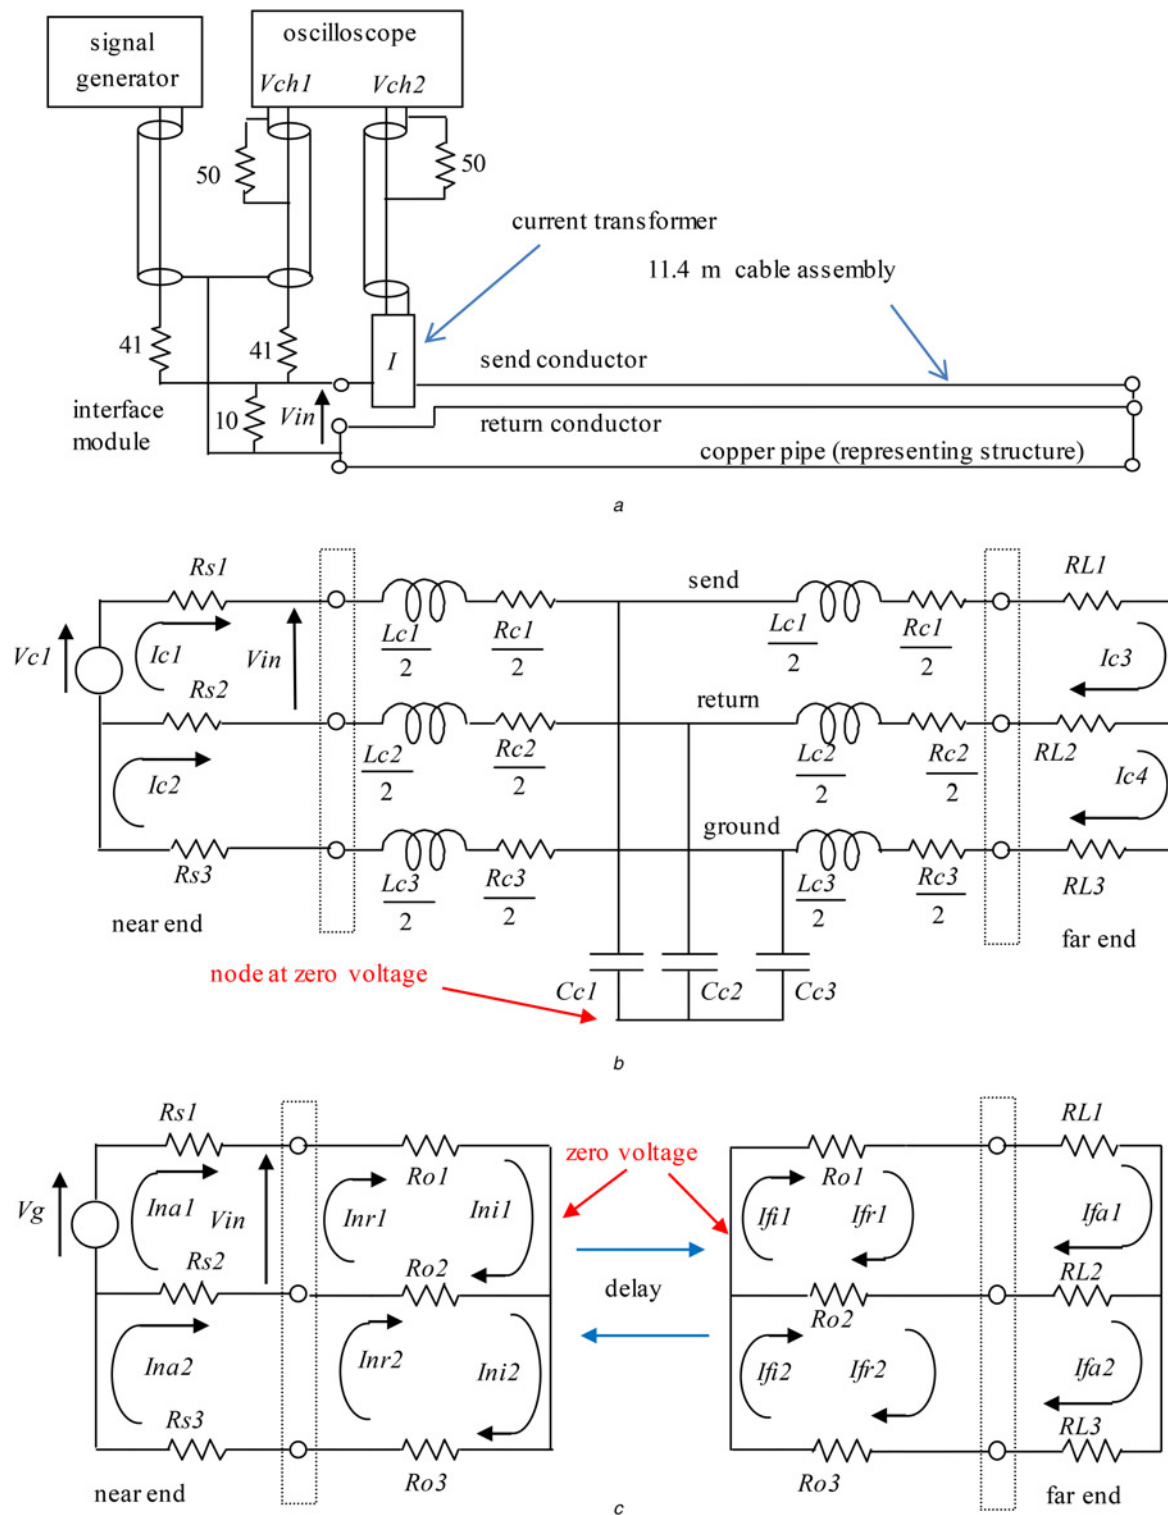 signal generator
oscilloscope
Vch1
Vch2
50
50
current transformer
11.4 m cable assembly
41
41
I
send conductor
interface module
10
Vin
return conductor
copper pipe (representing structure)
a
Rs1
send
RL1
Vc1
Ic1
Vin
Lc1
2
Rc1
2
Lc1
2
Rc1
2
Ic3
Rs2
return
Ic2
Lc2
2
Rc2
2
Lc2
2
Rc2
2
RL2
Ic4
ground
Rs3
Lc3
2
Rc3
2
Lc3
2
Rc3
2
RL3
near end
far end
node at zero voltage
Cc1
Cc2
Cc3
b
Rs1
RL1
zero voltage
Ro1
Ro1
Vg
Ina1
Vin
Inr1
Ini1
Ifi1
Ifr1
Ifa1
Rs2
Ro2
delay
RL2
Ro2
Ina2
Inr2
Ini2
Ifi2
Ifr2
Ifa2
Rs3
RL3
Ro3
Ro3
near end
far end
c